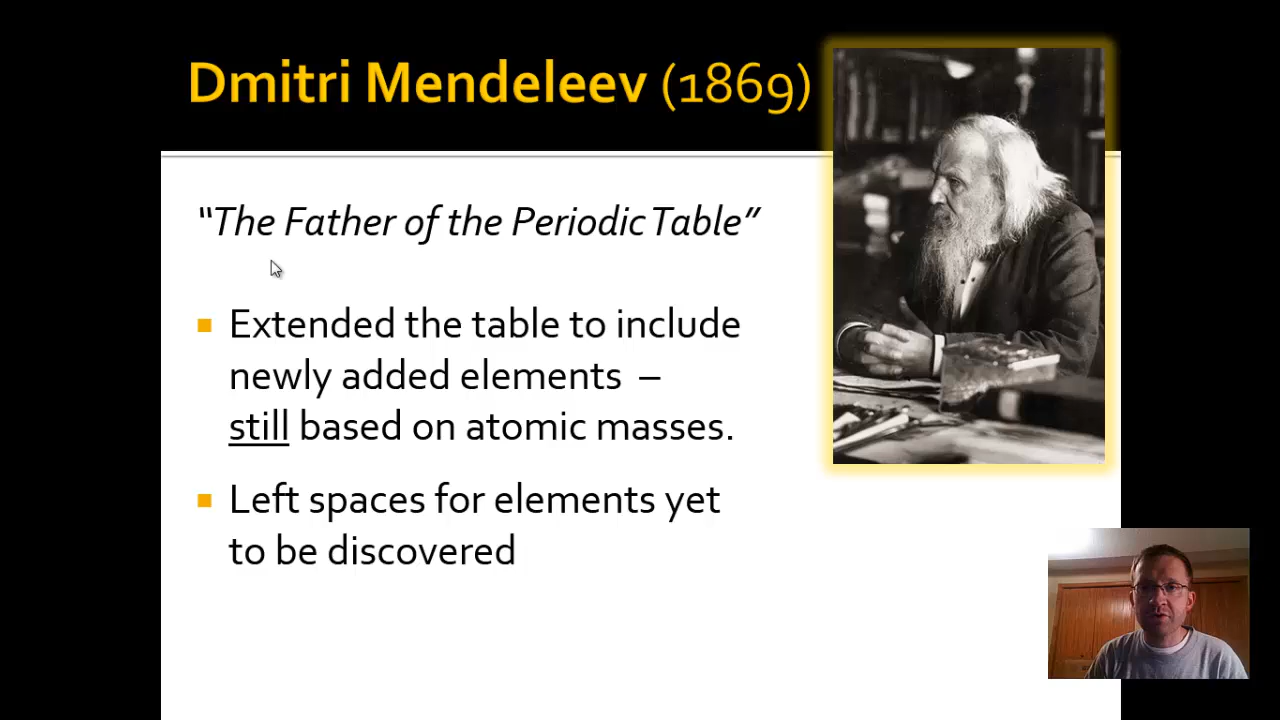 Dmitri Mendeleev (1869)
“The Father of the Periodic Table”
Extended the table to include
newly added elements –
still based on atomic masses.
Left spaces for elements yet
to be discovered